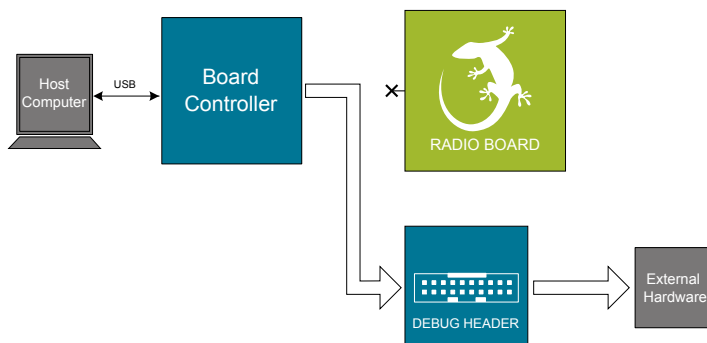 Host
Computer
USB
Board
Controller
RADIO BOARD
DEBUG HEADER
External
Hardware